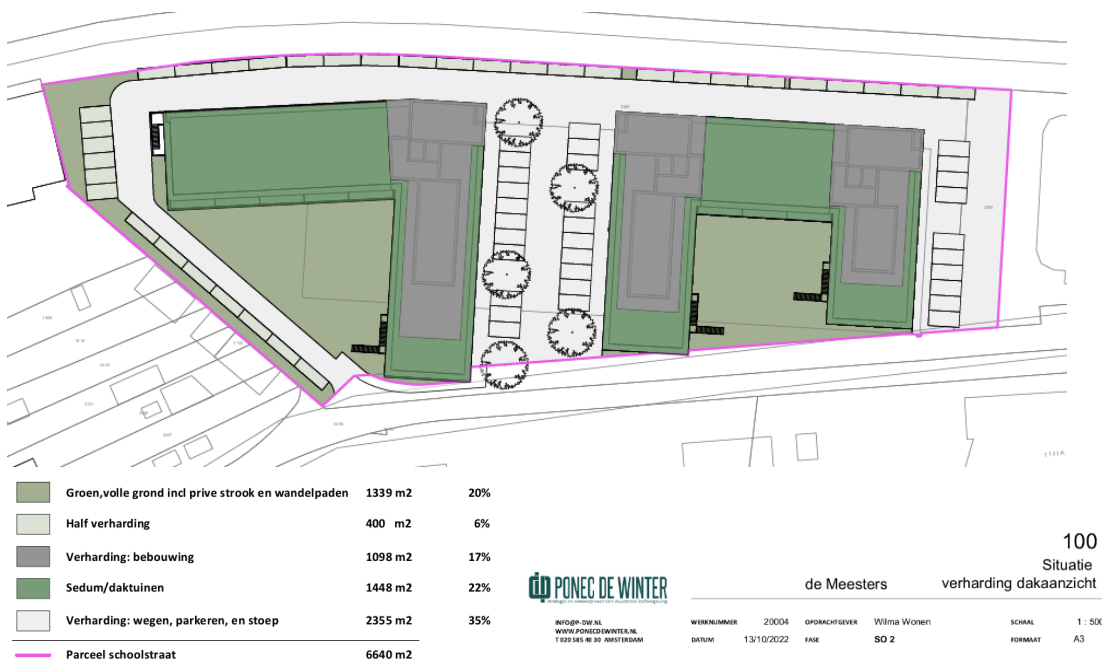 Groen,volle grond incl prive strook en wandelpaden 1339 m2 20%
Half verharding 400 m2 6%
Verharding: bebouwing 1098 m2 17%
Sedum/daktuinen 1448 m2 22%
Verharding: wegen, parkeren, en stoep 2355 m2 35%
Parceel schoolstraat 6640 m2
PONEC DE WINTER
INFO@P-DW.NL
WWW.PONECDEWINTER.NL
T 020 585 40 30 AMSTERDAM
100
Situatie
de Meesters verharding dakaanzicht
WERKNUMMER 20004 OPDRACHTGEVER Wilma Wonen SCHAAL 1 : 500
DATUM 13/10/2022 FASE SO 2 FORMAAT A3